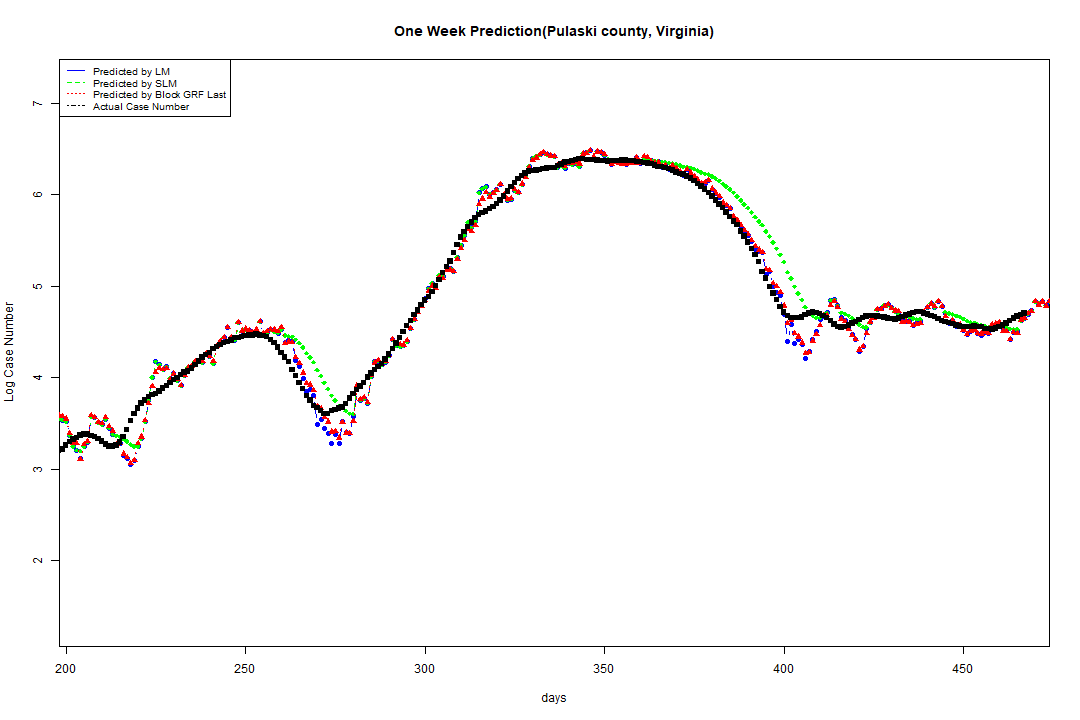 One Week Prediction(Pulaski county, Virginia)
Predicted by LM
Predicted by SLM
Predicted by Block GRF Last
Actual Case Number
7
6
5
4
3
2
Log Case Number
200 250 300 350 400 450
days